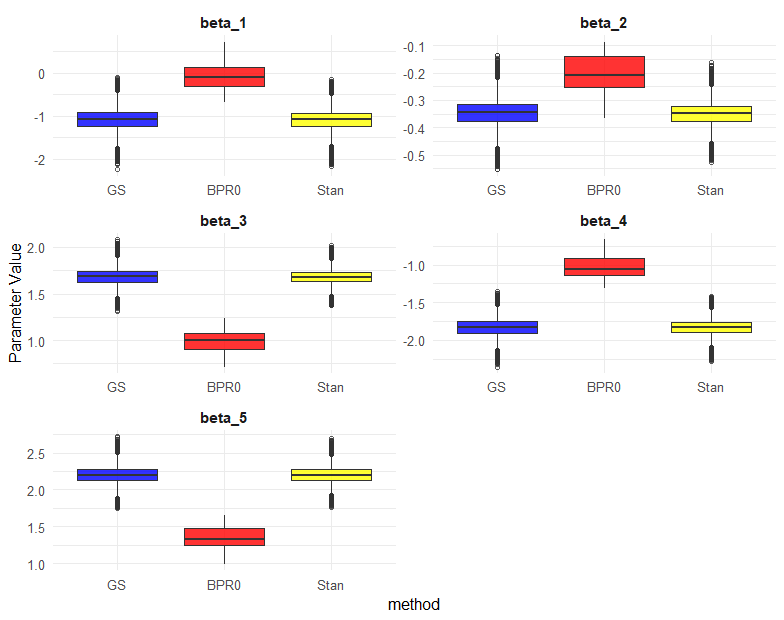 beta_1
beta_2
0
-1
-2
-0.1
-0.2
-0.3
-0.4
-0.5
GS BPR0 Stan
GS BPR0 Stan
beta_3
beta_4
Parameter Value
2.0
1.5
1.0
-1.0
-1.5
-2.0
GS BPR0 Stan
GS BPR0 Stan
beta_5
2.5
2.0
1.5
1.0
GS BPR0 Stan
method